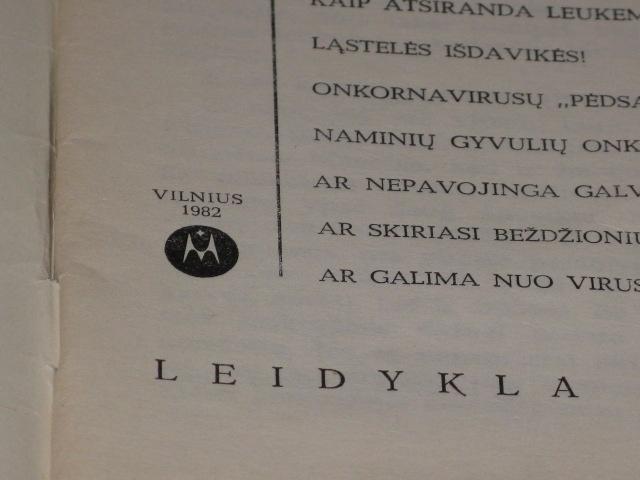 KAIP ATSIRANDA
LĄSTELĖS IŠDAVIKĖS!
ONKORNAVIRUSŲ
NAMINIŲ GYVULIŲ
AR NEPAVOJINGA
AR SKIRIASI
AR GALIMA NUO
VILNIUS
1982
LEIDYKLA